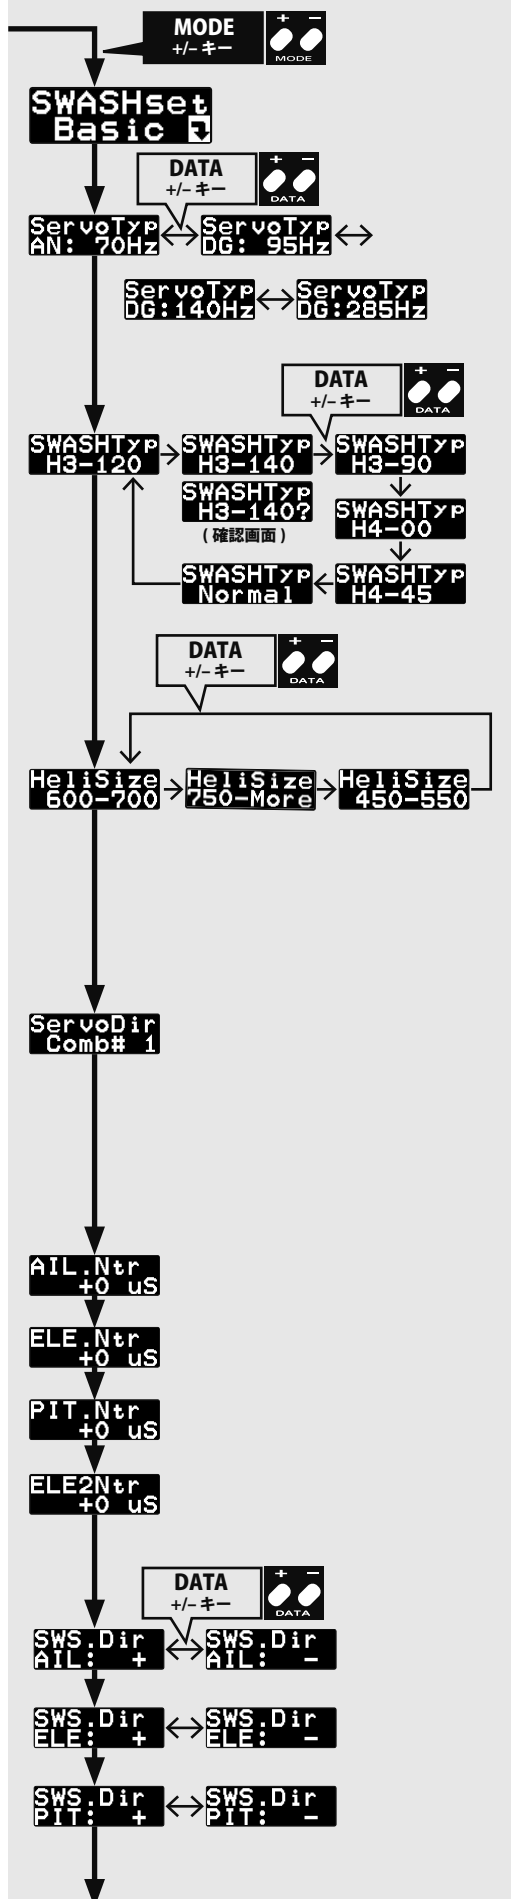 MODE
+/– キー
+ −
MODE
SWASHset
Basic
DATA
+/– キー
+ −
DATA
ServoTyp
AN: 70Hz
ServoTyp
DG: 95Hz
ServoTyp
DG:140Hz
ServoTyp
DG:285Hz
DATA
+/– キー
+ −
DATA
SWASHTyp
H3-120
SWASHTyp
H3-140
SWASHTyp
H3-90
SWASHTyp
H3-140?
( 確認画面 )
SWASHTyp
H4-00
SWASHTyp
Normal
SWASHTyp
H4-45
DATA
+/– キー
+ −
DATA
HeliSize
600-700
HeliSize
750-More
HeliSize
450-550
ServoDir
Comb# 1
AIL.Ntr
+0 uS
ELE.Ntr
+0 uS
PIT.Ntr
+0 uS
ELE2Ntr
+0 uS
DATA
+/– キー
+ −
DATA
SWS.Dir
AIL: +
SWS.Dir
AIL: −
SWS.Dir
ELE: +
SWS.Dir
ELE: −
SWS.Dir
PIT: +
SWS.Dir
PIT: −